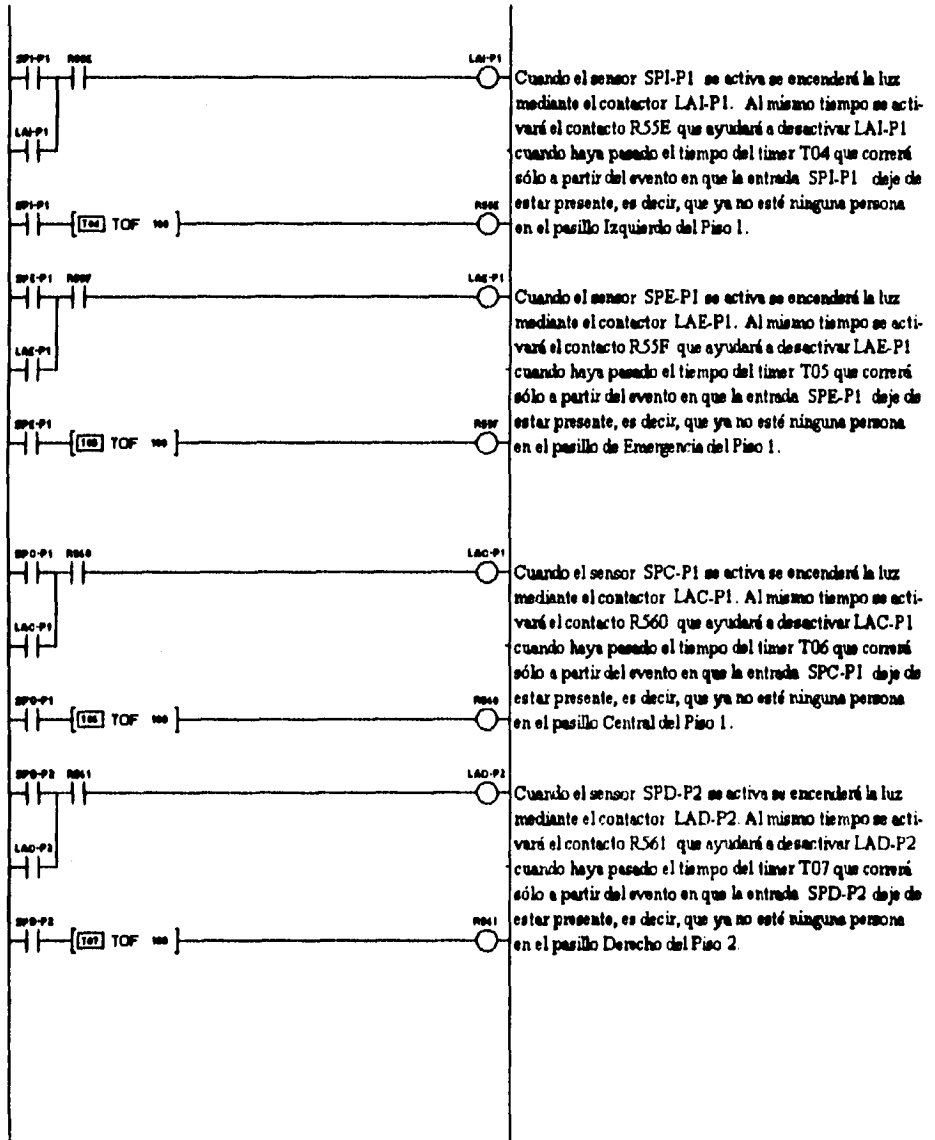 SPI-P1 R55E LAI-P1
Cuando el sensor SPI-P1 se activa se encenderá la luz
mediante el contactor LAI-P1. Al mismo tiempo se acti-
LAI-P1
vará el contacto R55E que ayudará a desactivar LAI-P1
cuando haya pasado el tiempo del timer T04 que correrá
sólo a partir del evento en que la entrada SPI-P1 deje de
SPI-P1 T04 TOF 100 R55E
estar presente, es decir, que ya no esté ninguna persona
en el pasillo Izquierdo del Piso 1.
SPE-P1 R55F LAE-P1
Cuando el sensor SPE-P1 se activa se encenderá la luz
mediante el contactor LAE-P1. Al mismo tiempo se acti-
LAE-P1
vará el contacto R55F que ayudará a desactivar LAE-P1
cuando haya pasado el tiempo del timer T05 que correrá
sólo a partir del evento en que la entrada SPE-P1 deje de
SPE-P1 T05 TOF 100 R55F
estar presente, es decir, que ya no esté ninguna persona
en el pasillo de Emergencia del Piso 1.
SPC-P1 R560 LAC-P1
Cuando el sensor SPC-P1 se activa se encenderá la luz
mediante el contactor LAC-P1. Al mismo tiempo se acti-
LAC-P1
vará el contacto R560 que ayudará a desactivar LAC-P1
cuando haya pasado el tiempo del timer T06 que correrá
sólo a partir del evento en que la entrada SPC-P1 deje de
SPC-P1 TOF 100 R560
estar presente, es decir, que ya no esté ninguna persona
en el pasillo Central del Piso 1.
SPD-P2 R561 LAD-P2
Cuando el sensor SPD-P2 se activa se encenderá la luz
mediante el contactor LAD-P2. Al mismo tiempo se acti-
LAD-P2
vará el contacto R561 que ayudará a desactivar LAD-P2
cuando haya pasado el tiempo del timer T07 que correrá
sólo a partir del evento en que la entrada SPD-P2 deje de
SPD-P2 T07 TOF 100 R561
estar presente, es decir, que ya no esté ninguna persona
en el pasillo Derecho del Piso 2.